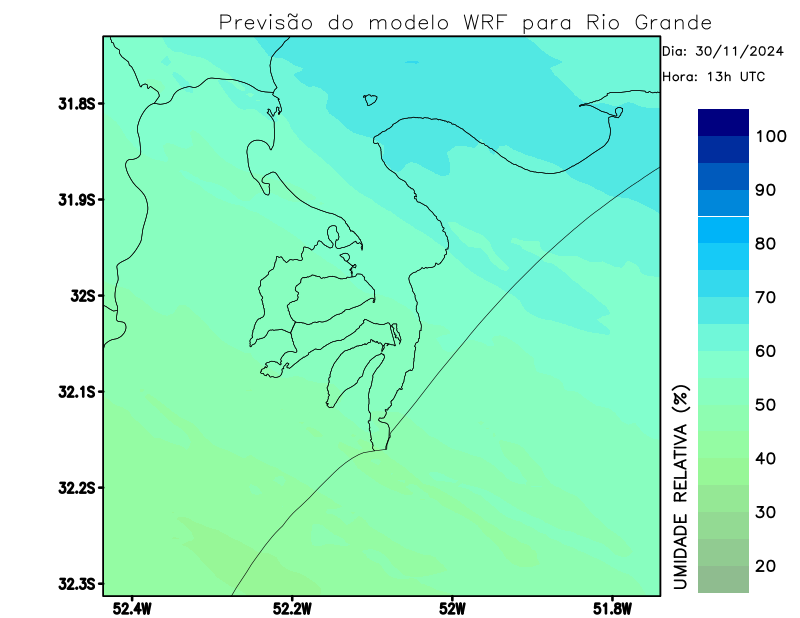 Previsão do modelo WRF para Rio Grande
Dia: 30/11/2024
Hora: 13h UTC
31.8S
31.9S
32S
32.1S
32.2S
32.3S
52.4W
52.2W
52W
51.8W
100
90
80
70
60
50
40
30
20
UMIDADE RELATIVA (%)